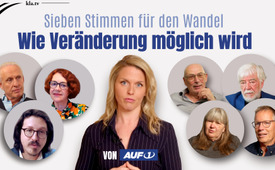 kla.tv
Sieben Stimmen für den Wandel
Wie Veränderung möglich wird
VON AUF1